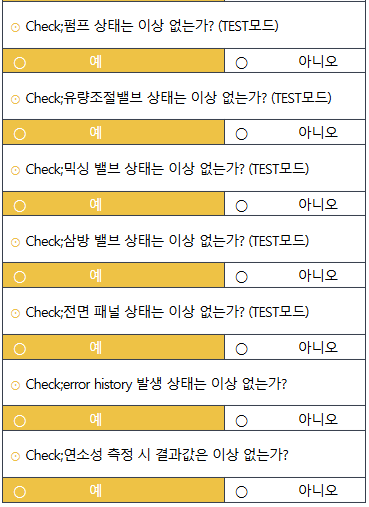 ⊙ Check;펌프 상태는 이상 없는가? (TEST모드)
○ 예 ○ 아니오
⊙ Check;유량조절밸브 상태는 이상 없는가? (TEST모드)
○ 예 ○ 아니오
⊙ Check;믹싱 밸브 상태는 이상 없는가? (TEST모드)
○ 예 ○ 아니오
⊙ Check;삼방 밸브 상태는 이상 없는가? (TEST모드)
○ 예 ○ 아니오
⊙ Check;전면 패널 상태는 이상 없는가? (TEST모드)
○ 예 ○ 아니오
⊙ Check;error history 발생 상태는 이상 없는가?
○ 예 ○ 아니오
⊙ Check;연소성 측정 시 결과값은 이상 없는가?
○ 예 ○ 아니오